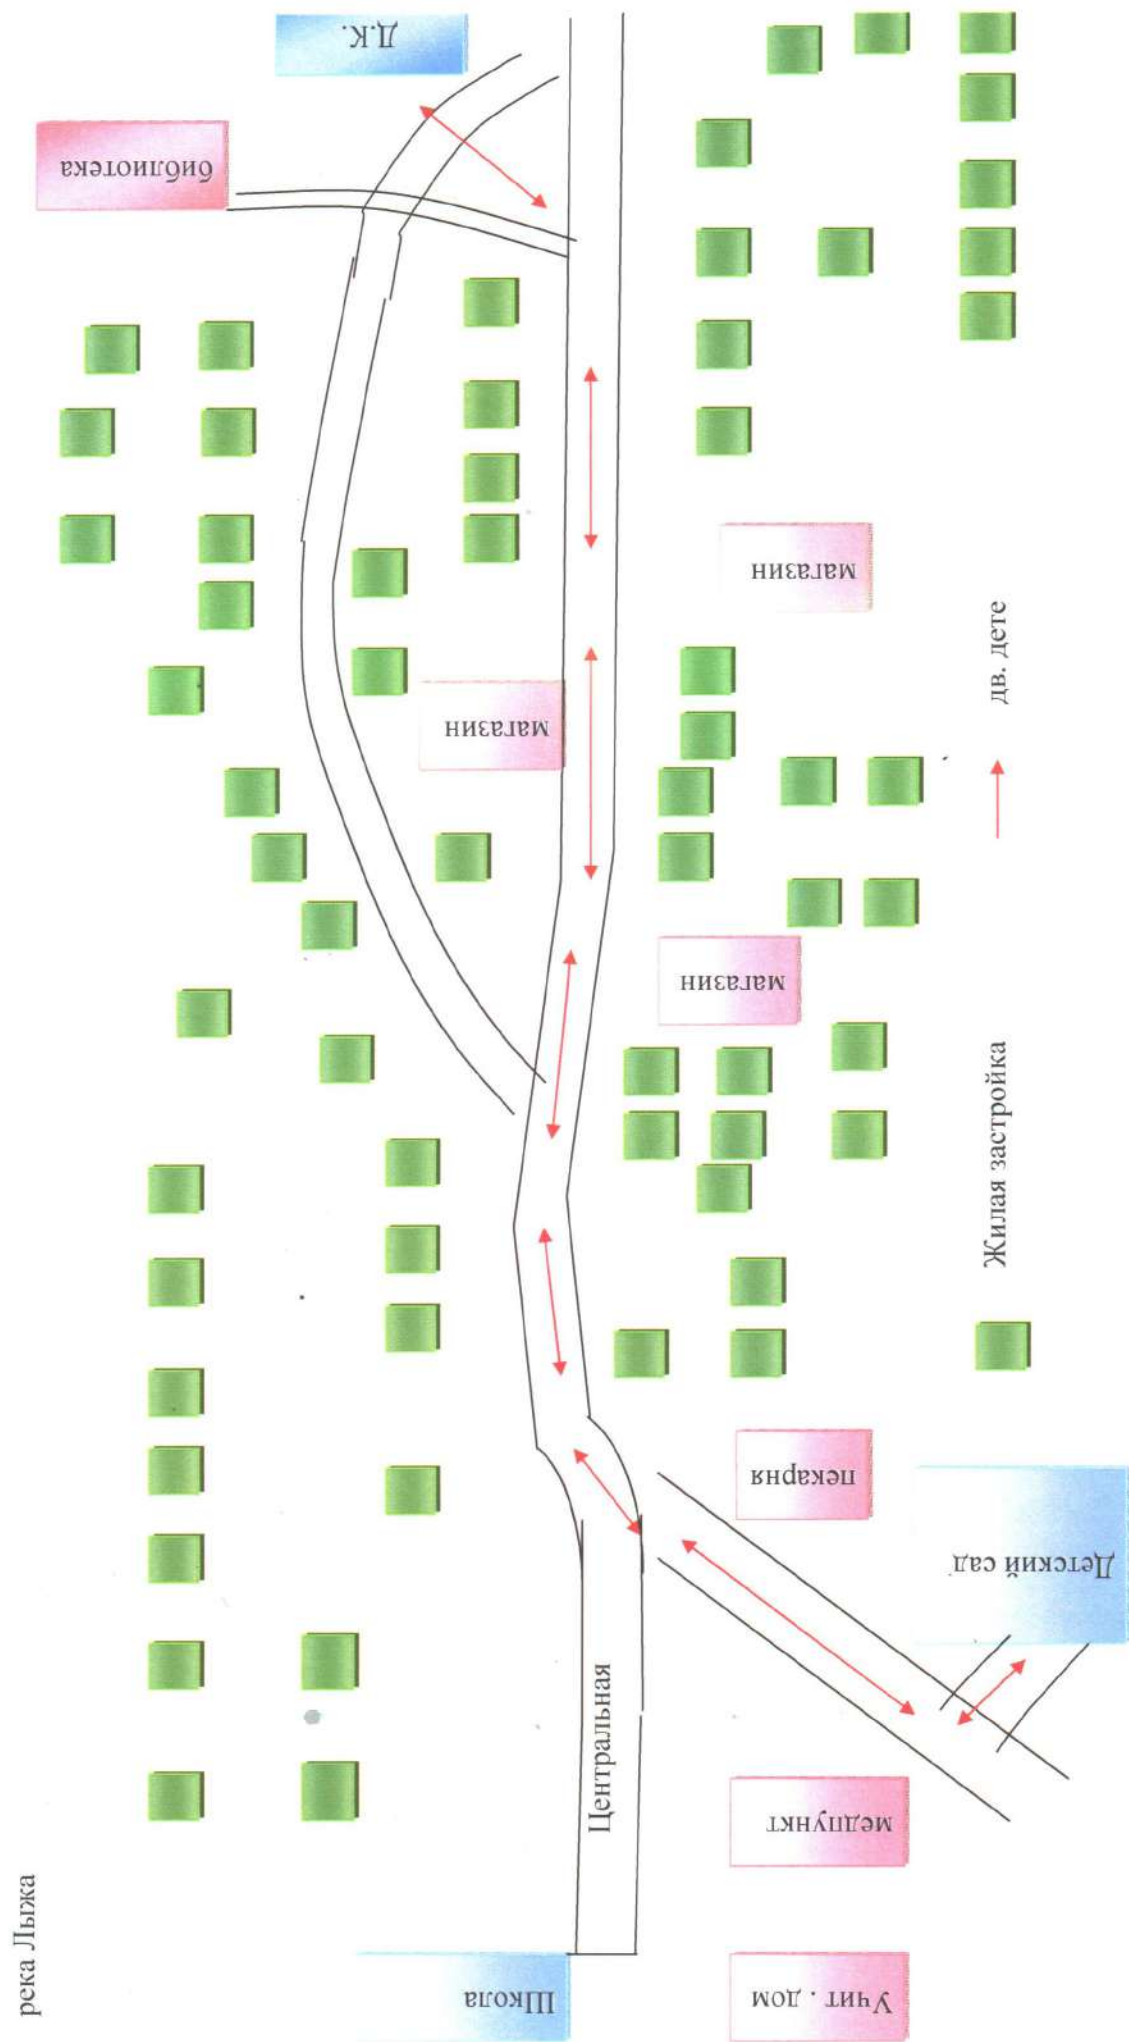 река Лыжа
Школа
Учит . дом
медпункт
Центральная
Детский
сад
пекарня
Жилая застройка
дв. дете
магазин
магазин
магазин
библиотека
Д.К.